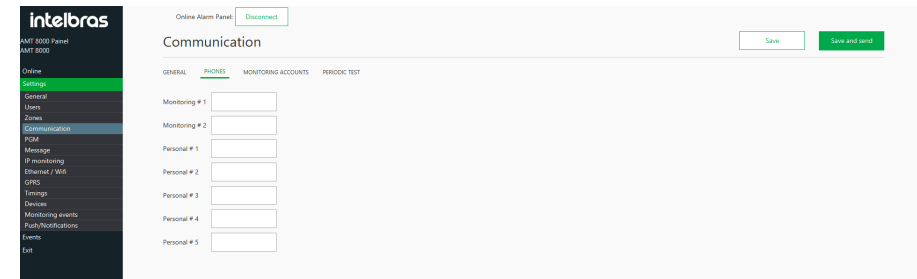 intelbras
AMT 8000 Painel
AMT 8000
Online
Settings
General
Users
Zones
Communication
PGM
Message
IP monitoring
Ethernet / Wifi
GPRS
Timings
Devices
Monitoring events
Push/Notifications
Events
Exit
Online Alarm Panel: Disconnect
Communication
Save Save and send
GENERAL PHONES MONITORING ACCOUNTS PERIODIC TEST
Monitoring # 1
Monitoring # 2
Personal # 1
Personal # 2
Personal # 3
Personal # 4
Personal # 5